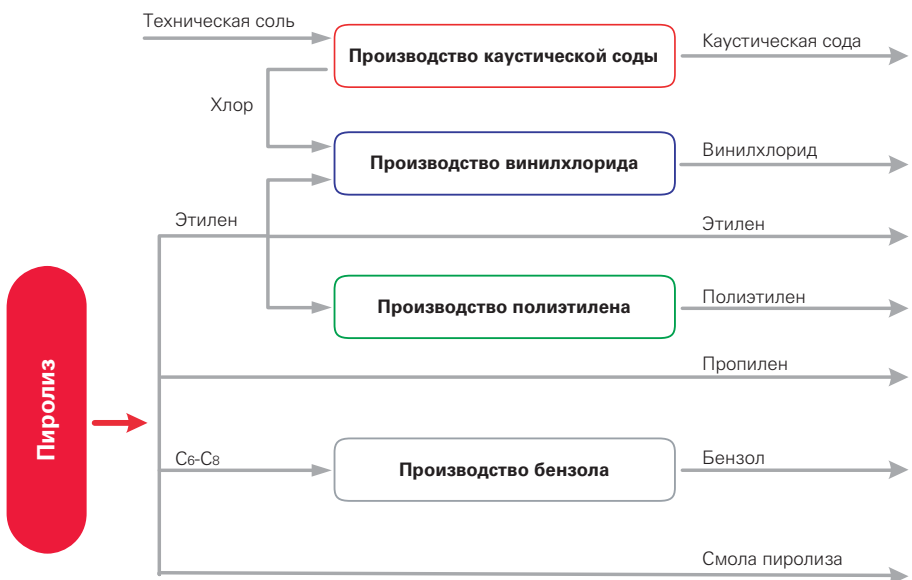 Техническая соль
Производство каустической соды
Каустическая сода
Хлор
Производство винилхлорида
Винилхлорид
Этилен
Этилен
Производство полиэтилена
Полиэтилен
Пропилен
Пиролиз
C6-C8
Производство бензола
Бензол
Смола пиролиза